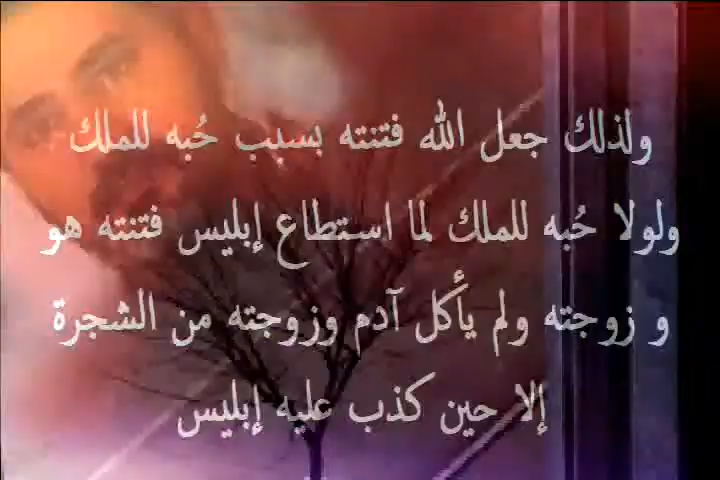 ولذلك جعل الله فتنته بسبب حُبه للملك
ولولا حُبه للملك لما استطاع إبليس فتنته هو
و زوجته ولم يأكل آدم وزوجته من الشجرة
إلا حين كذب عليه إبليس